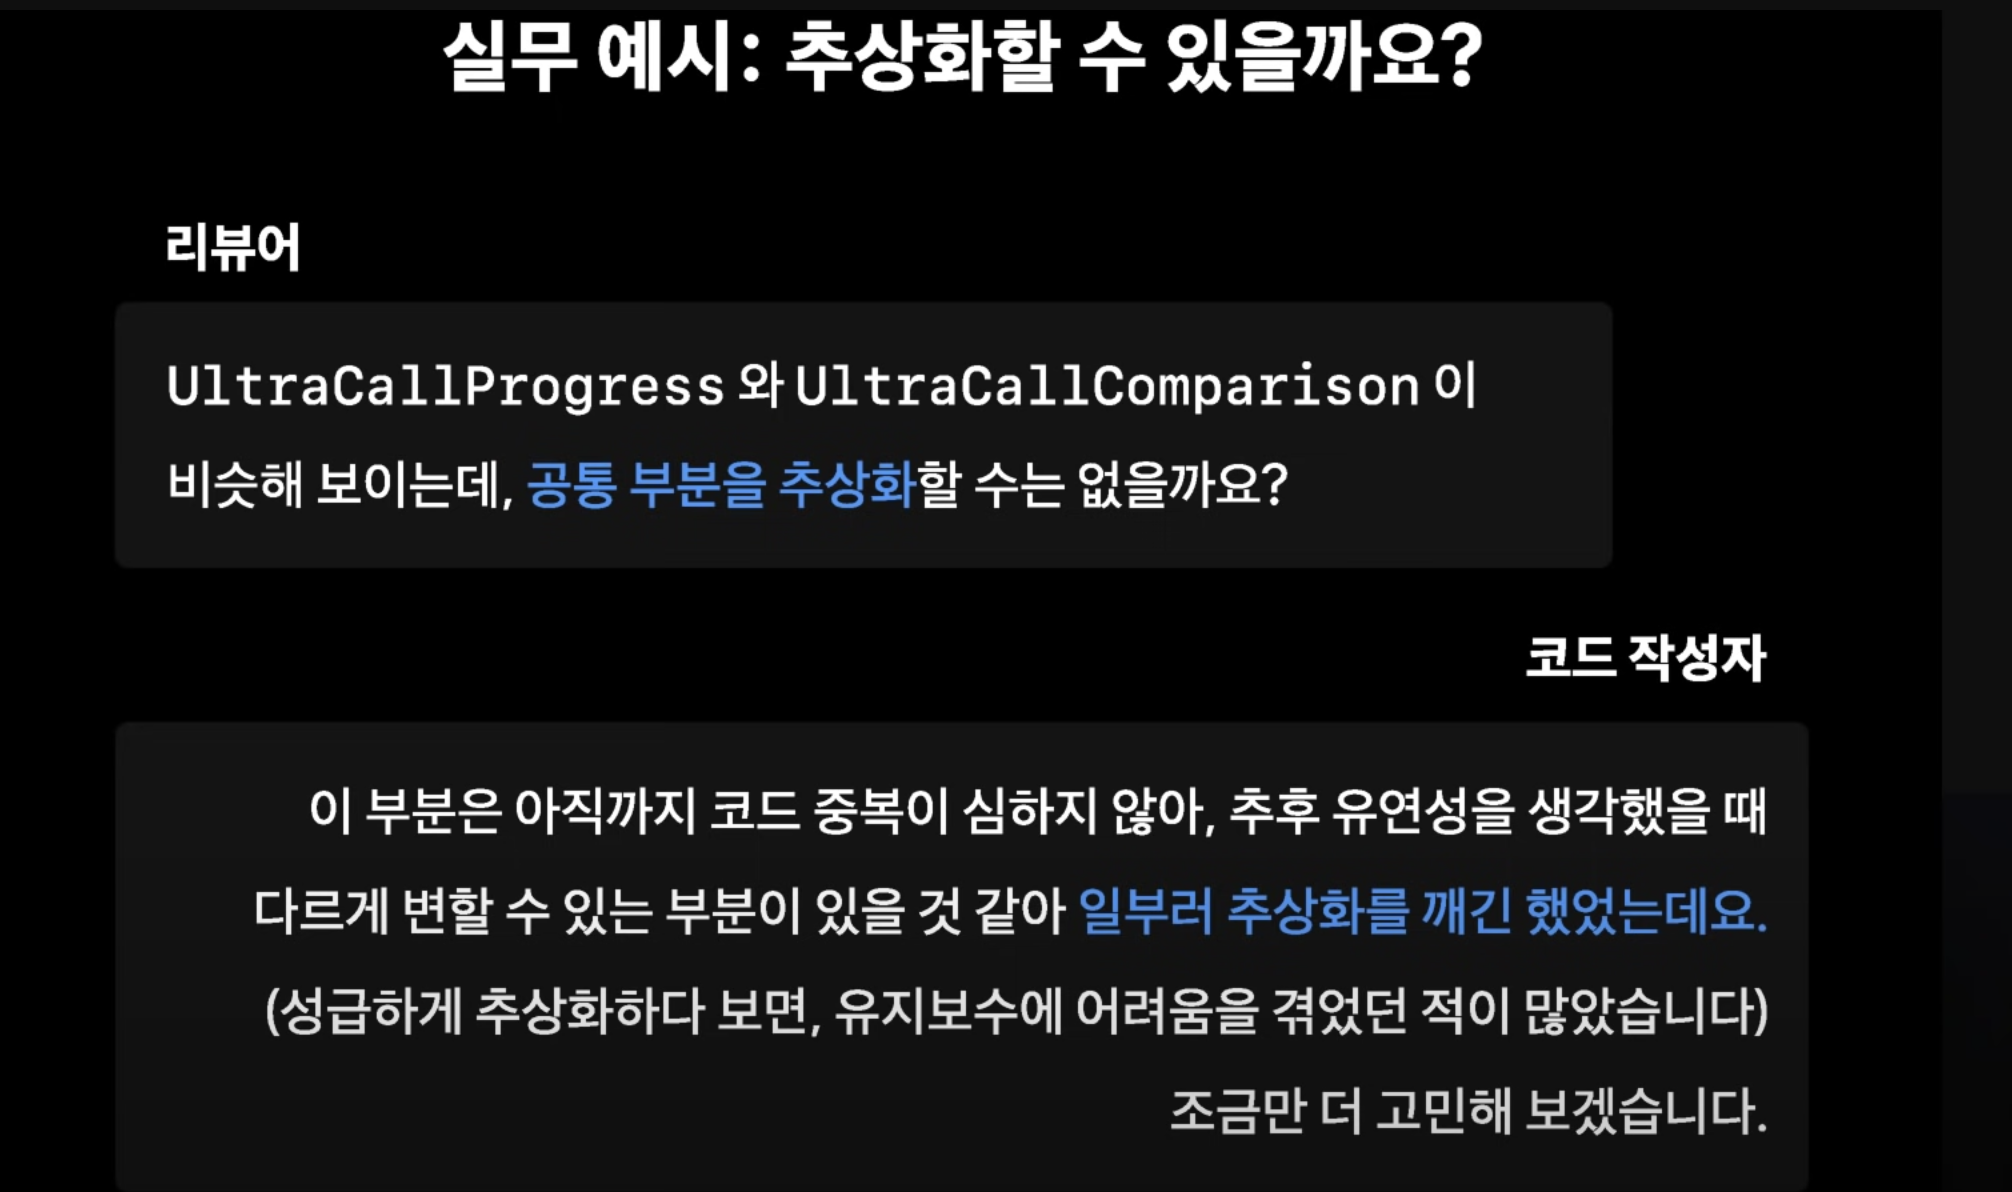 실무 예시: 추상화할 수 있을까요?
리뷰어
UltraCallProgress 와 UltraCallComparison 이
비슷해 보이는데, 공통 부분을 추상화할 수는 없을까요?
코드 작성자
이 부분은 아직까지 코드 중복이 심하지 않아, 추후 유연성을 생각했을 때
다르게 변할 수 있는 부분이 있을 것 같아 일부러 추상화를 깨긴 했었는데요.
(성급하게 추상화하다 보면, 유지보수에 어려움을 겪었던 적이 많았습니다)
조금만 더 고민해 보겠습니다.